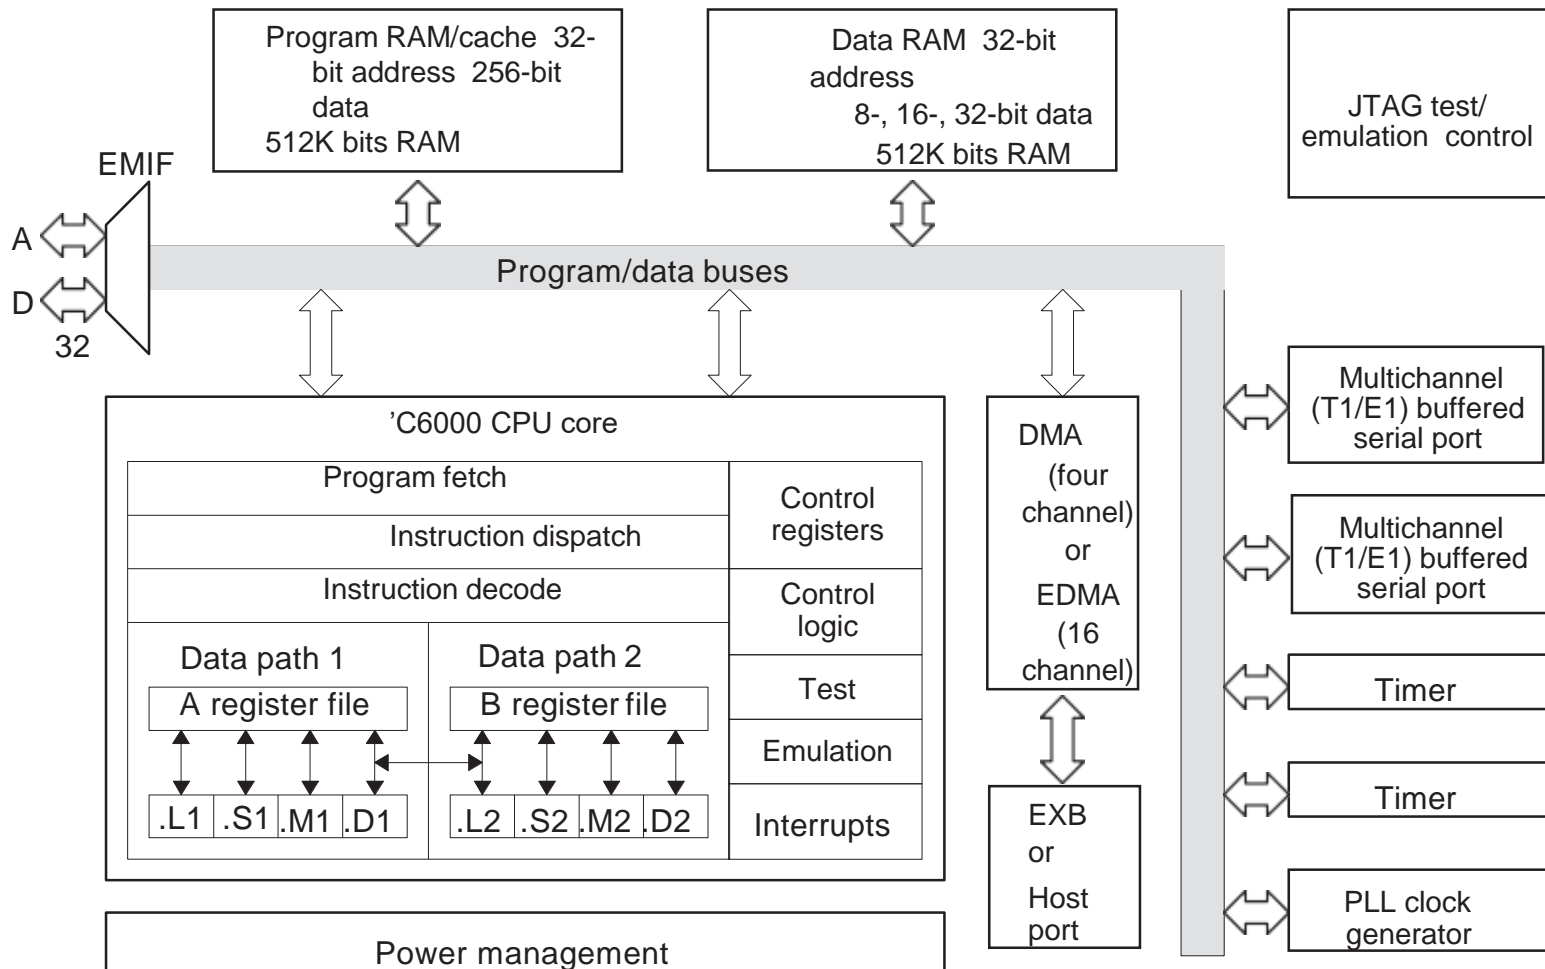 Program RAM/cache 32-
bit address 256-bit
data
512K bits RAM
Data RAM 32-bit
address
8-, 16-, 32-bit data
512K bits RAM
JTAG test/
emulation control
EMIF
A
D
32
Program/data buses
’C6000 CPU core
Program fetch
Instruction dispatch
Instruction decode
Control
registers
Control
logic
Test
Emulation
Interrupts
Data path 1
A register file
.L1 .S1 .M1 .D1
Data path 2
B register file
.L2 .S2 .M2 .D2
DMA
(four
channel)
or
EDMA
(16
channel)
EXB
or
Host
port
Multichannel
(T1/E1) buffered
serial port
Multichannel
(T1/E1) buffered
serial port
Timer
Timer
PLL clock
generator
Power management